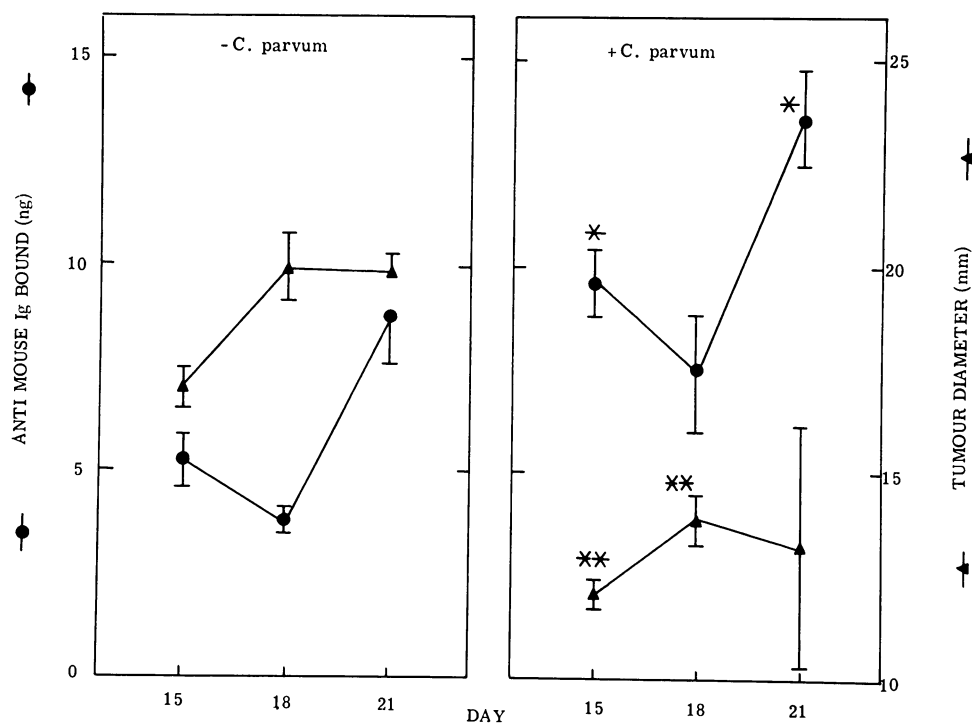 -C. parvum
+C. parvum
15
10
5
0
ANTI MOUSE Ig BOUND (ng)
25
20
15
10
TUMOUR DIAMETER (mm)
15 18 21
DAY
15 18 21